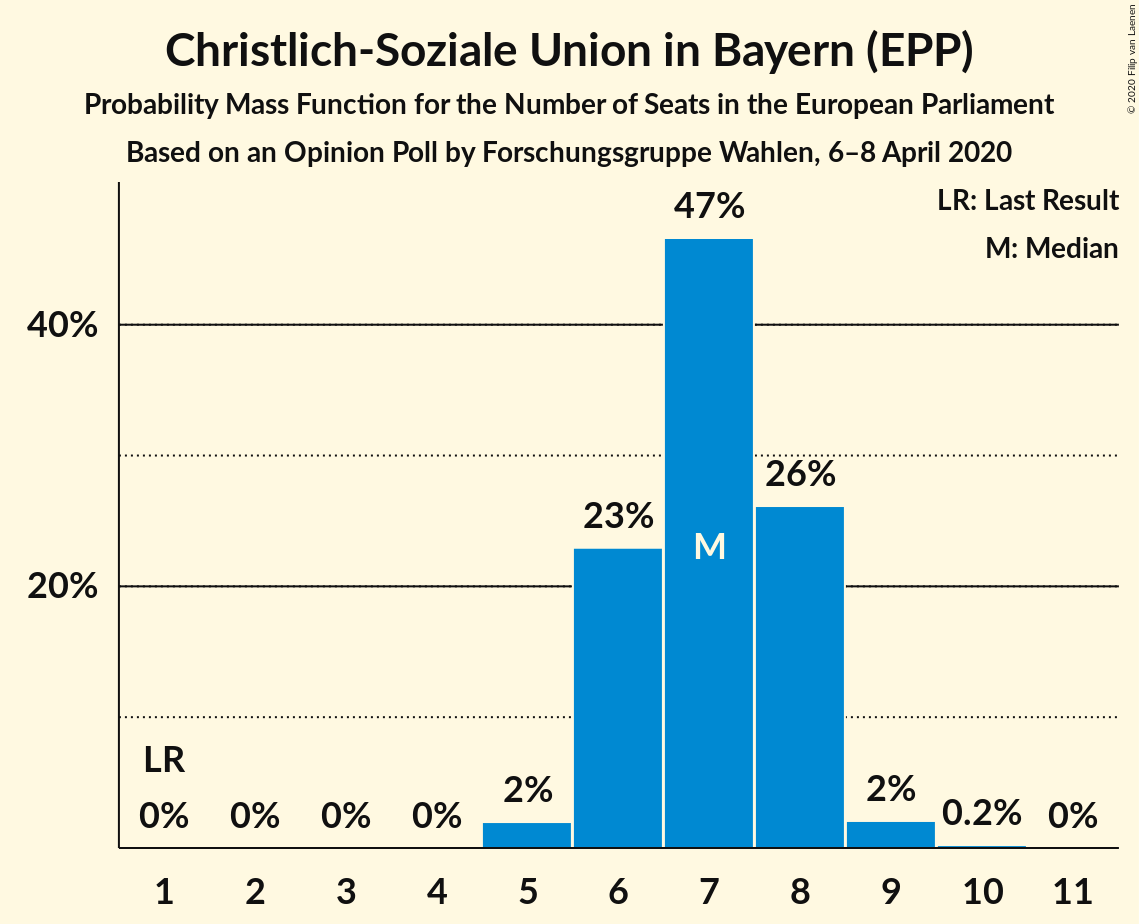 Christlich-Soziale Union in Bayern (EPP)
Probability Mass Function for the Number of Seats in the European Parliament
Based on an Opinion Poll by Forschungsgruppe Wahlen, 6–8 April 2020
© 2020 Filip van Laenen
LR: Last Result
M: Median
47%
40%
26%
23%
M
20%
LR
0% 0% 0% 0% 2% 2% 0.2% 0%
1 2 3 4 5 6 7 8 9 10 11